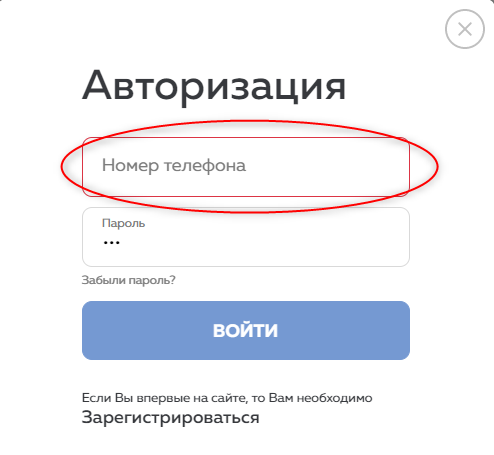 Авторизация
Номер телефона
Пароль
•••
Забыли пароль?
ВОЙТИ
Если Вы впервые на сайте, то Вам необходимо
Зарегистрироваться